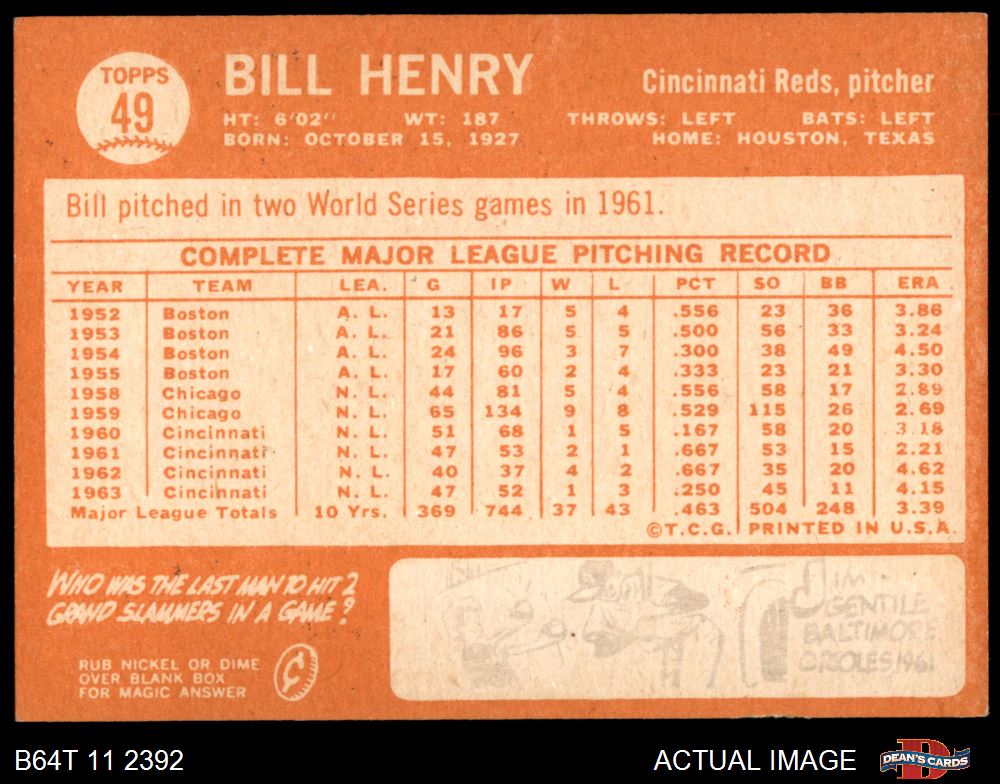 TOPPS
49
BILL HENRY
Cincinnati Reds, pitcher
HT: 6'02" WT: 187 THROWS: LEFT BATS: LEFT
BORN: OCTOBER 15, 1927 HOME: HOUSTON, TEXAS
Bill pitched in two World Series games in 1961.
COMPLETE MAJOR LEAGUE PITCHING RECORD
YEAR TEAM LEA. G IP W L PCT SO BB ERA
1952 Boston A. L. 13 17 5 4 .556 23 36 3.86
1953 Boston A. L. 21 86 5 5 .500 56 33 3.24
1954 Boston A. L. 24 96 3 7 .300 38 49 4.50
1955 Boston A. L. 17 60 2 4 .333 23 21 3.30
1958 Chicago N. L. 44 81 5 4 .556 58 17 2.89
1959 Chicago N. L. 65 134 9 8 .529 115 26 2.69
1960 Cincinnati N. L. 51 68 1 5 .167 58 20 3.18
1961 Cincinnati N. L. 47 53 2 1 .667 53 15 2.21
1962 Cincinnati N. L. 40 37 4 2 .667 35 20 4.62
1963 Cincinnati N. L. 47 52 1 3 .250 45 11 4.15
Major League Totals 10 Yrs. 369 744 37 43 .463 504 248 3.39
©T.C.G. PRINTED IN U.S.A.
WHO WAS THE LAST MAN TO HIT 2
GRAND SLAMMERS IN A GAME?
RUB NICKEL OR DIME
OVER BLANK BOX
FOR MAGIC ANSWER
JIM
GENTILE
BALTIMORE
ORIOLES 1961
B64T 11 2392
ACTUAL IMAGE
DEAN'S CARDS